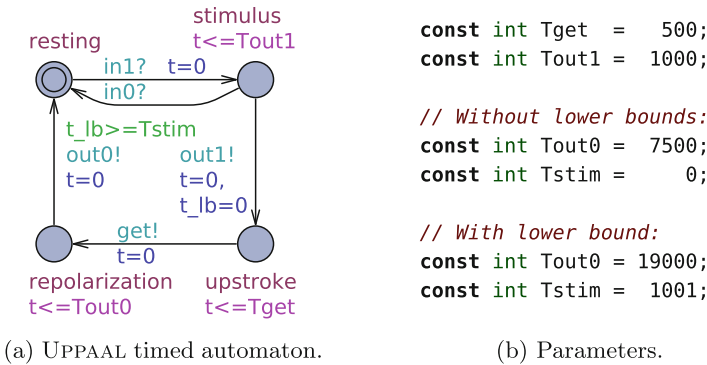 stimulus
resting
t<=Tout1
in1?
t=0
in0?
t_lb>=Tstim
out0!
out1!
t=0
t=0,
t_lb=0
get!
t=0
repolarization
upstroke
t<=Tout0
t<=Tget
(a) UPPAAL timed automaton.
const int Tget = 500;
const int Tout1 = 1000;
// Without lower bounds:
const int Tout0 = 7500;
const int Tstim = 0;
// With lower bound:
const int Tout0 = 19000;
const int Tstim = 1001;
(b) Parameters.